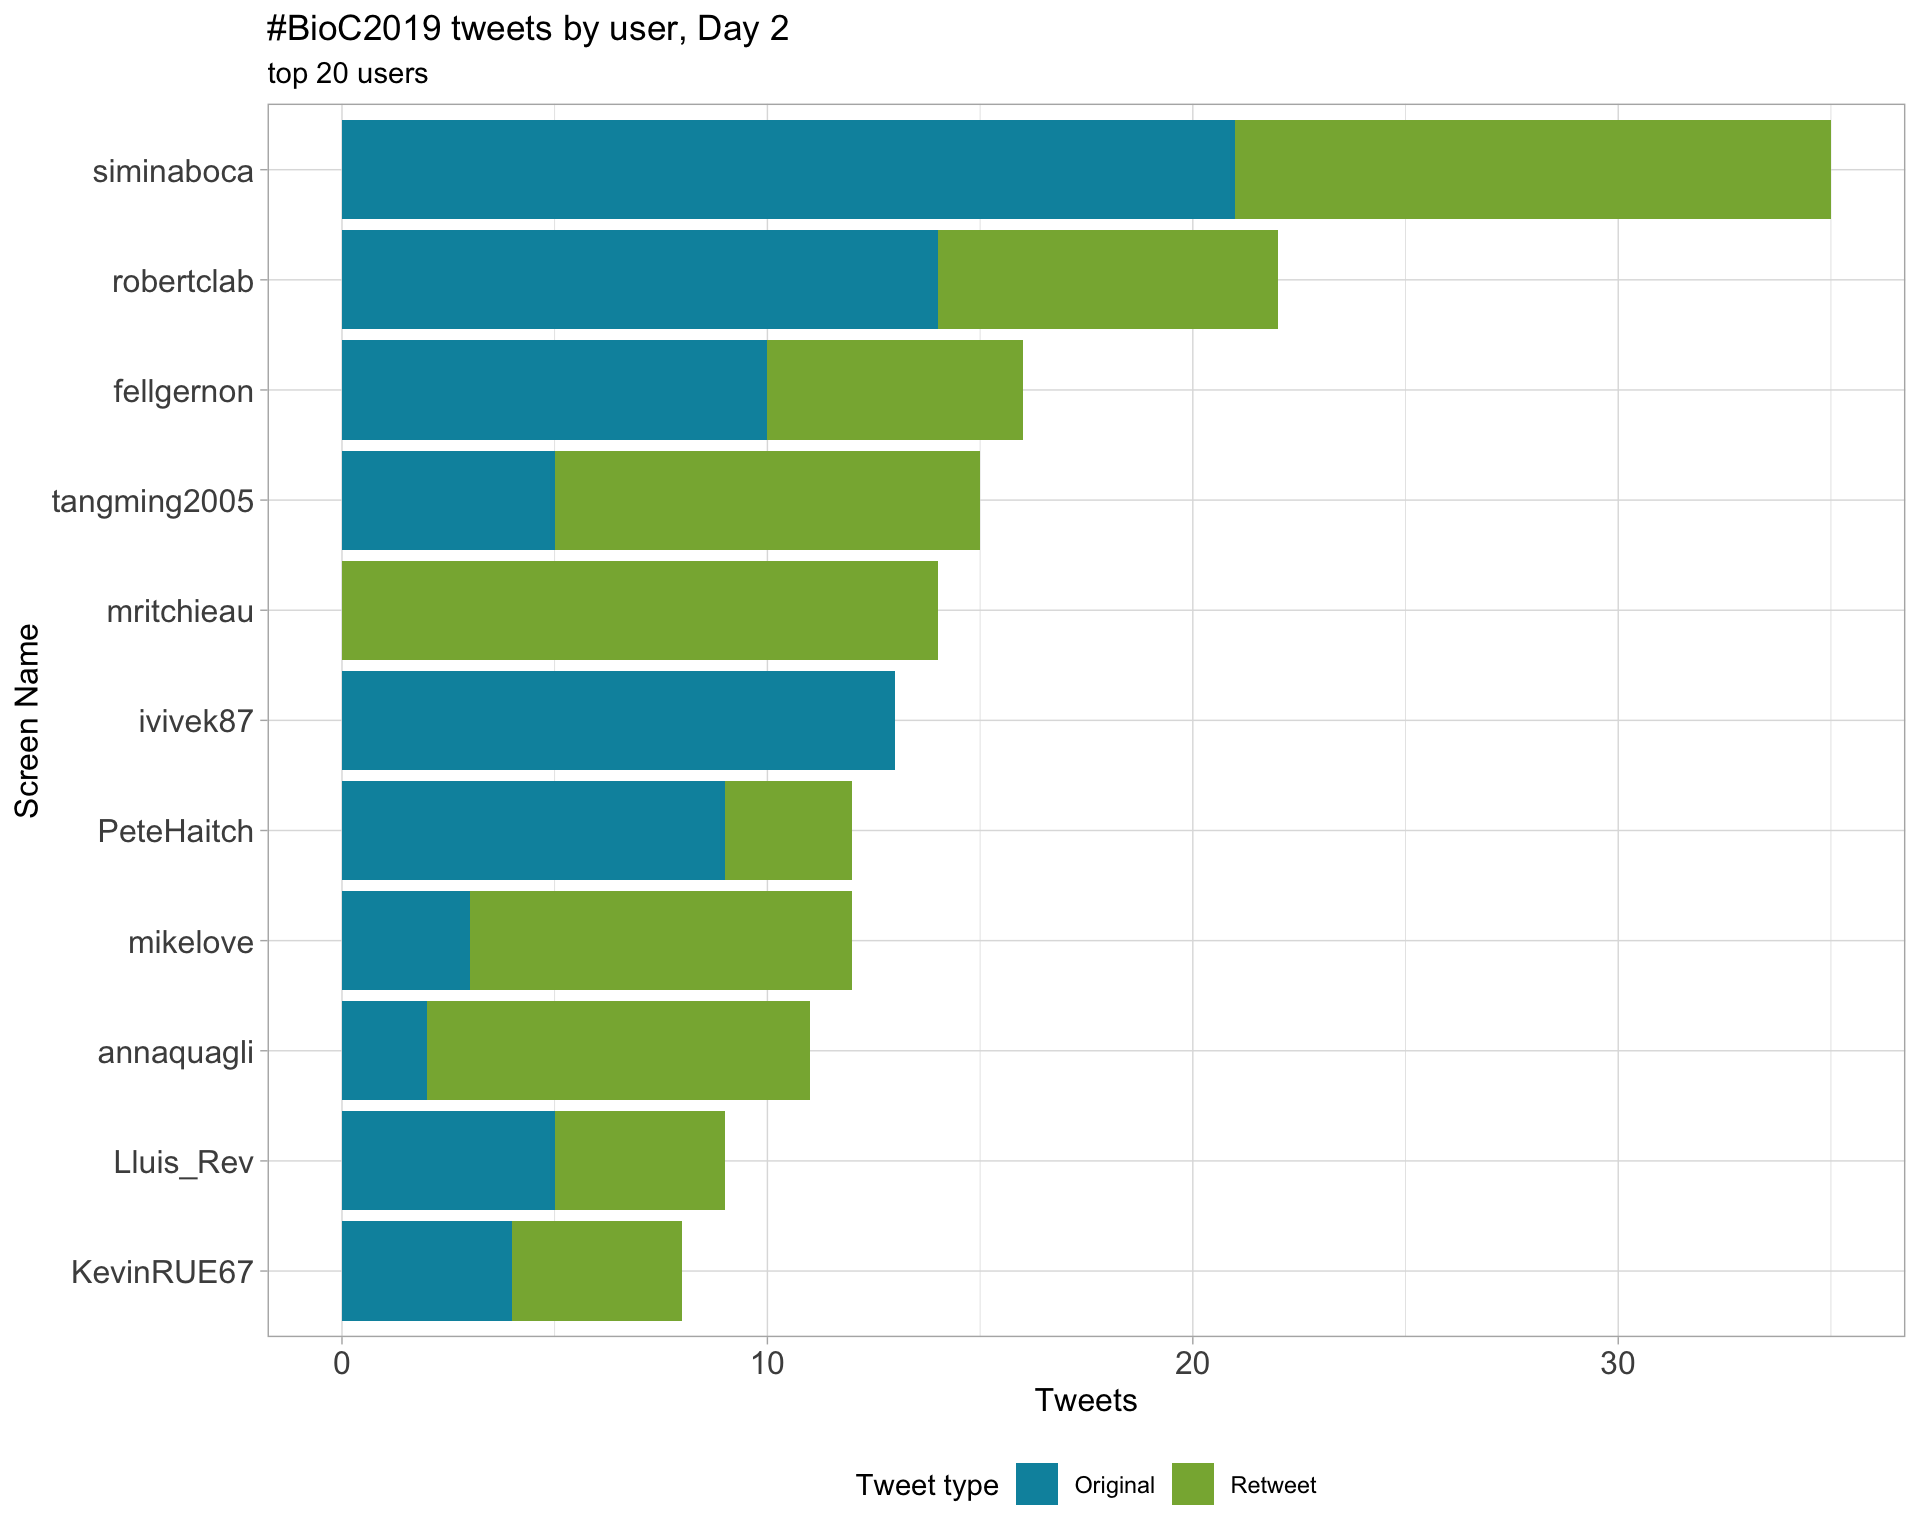 #BioC2019 tweets by user, Day 2
top 20 users
Screen Name
siminaboca
robertclab
fellgernon
tangming2005
mritchieau
ivivek87
PeteHaitch
mikelove
annaquagli
Lluis_Rev
KevinRUE67
0 10 20 30
Tweets
Tweet type Original Retweet